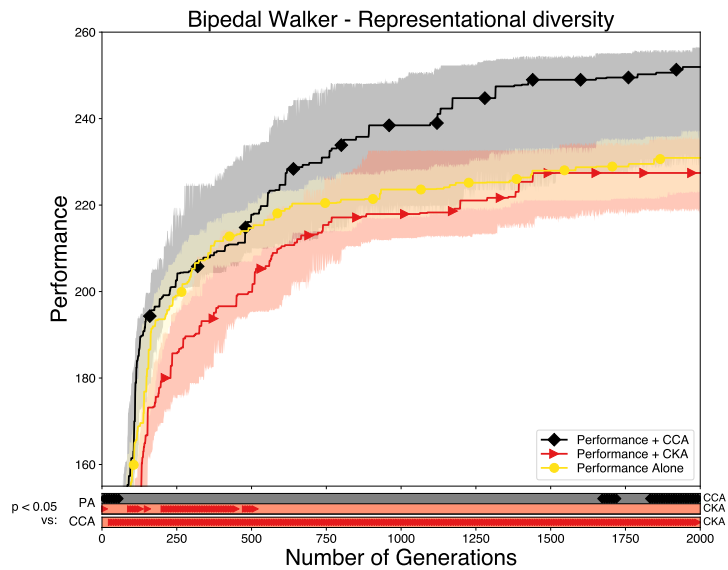 Bipedal Walker - Representational diversity
260
240
220
200
180
160
Performance
Performance + CCA
Performance + CKA
Performance Alone
p < 0.05
vs:
PA
CCA
CKA
CCA
CKA
0
250
500
750
1000
1250
1500
1750
2000
Number of Generations